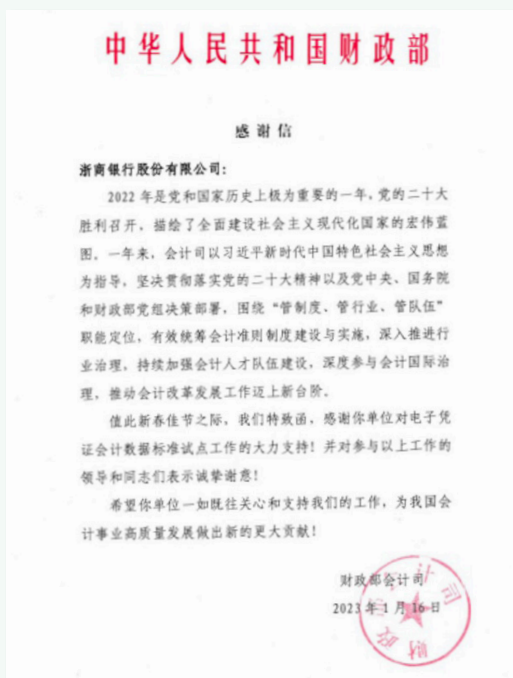 中华人民共和国财政部
感谢信
浙商银行股份有限公司：
2022 年是党和国家历史上极为重要的一年，党的二十大
胜利召开，描绘了全面建设社会主义现代化国家的宏伟蓝
图。一年来，会计司以习近平新时代中国特色社会主义思想
为指导，坚决贯彻落实党的二十大精神以及党中央、国务院
和财政部党组决策部署，围绕“管制度、管行业、管队伍”
职能定位，有效统筹会计准则制度建设与实施，深入推进行
业治理，持续加强会计人才队伍建设，深度参与会计国际治
理，推动会计改革发展工作迈上新台阶。
值此新春佳节之际，我们特致函，感谢你单位对电子凭
证会计数据标准试点工作的大力支持！并对参与以上工作的
领导和同志们表示诚挚谢意！
希望你单位一如既往关心和支持我们的工作，为我国会
计事业高质量发展做出新的更大贡献！
财政部会计司
2023 年 1 月 16 日
财政部会计司